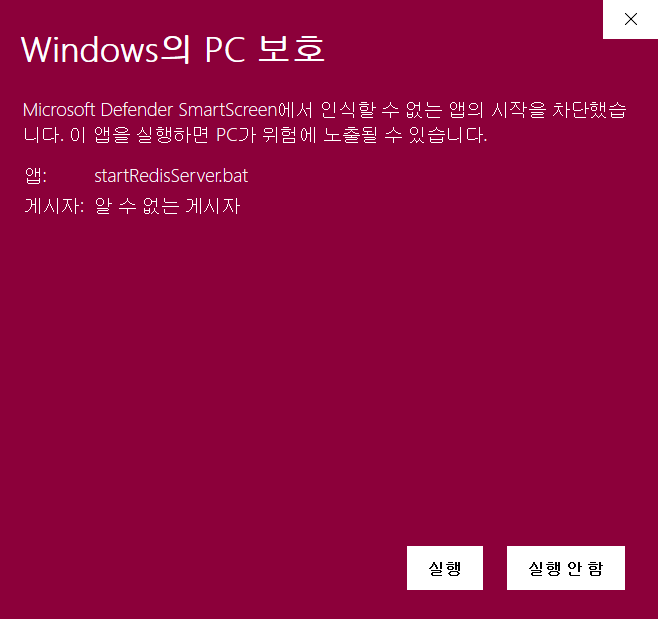 Windows의 PC 보호
Microsoft Defender SmartScreen에서 인식할 수 없는 앱의 시작을 차단했습
니다. 이 앱을 실행하면 PC가 위험에 노출될 수 있습니다.
앱: startRedisServer.bat
게시자: 알 수 없는 게시자
실행 실행 안 함